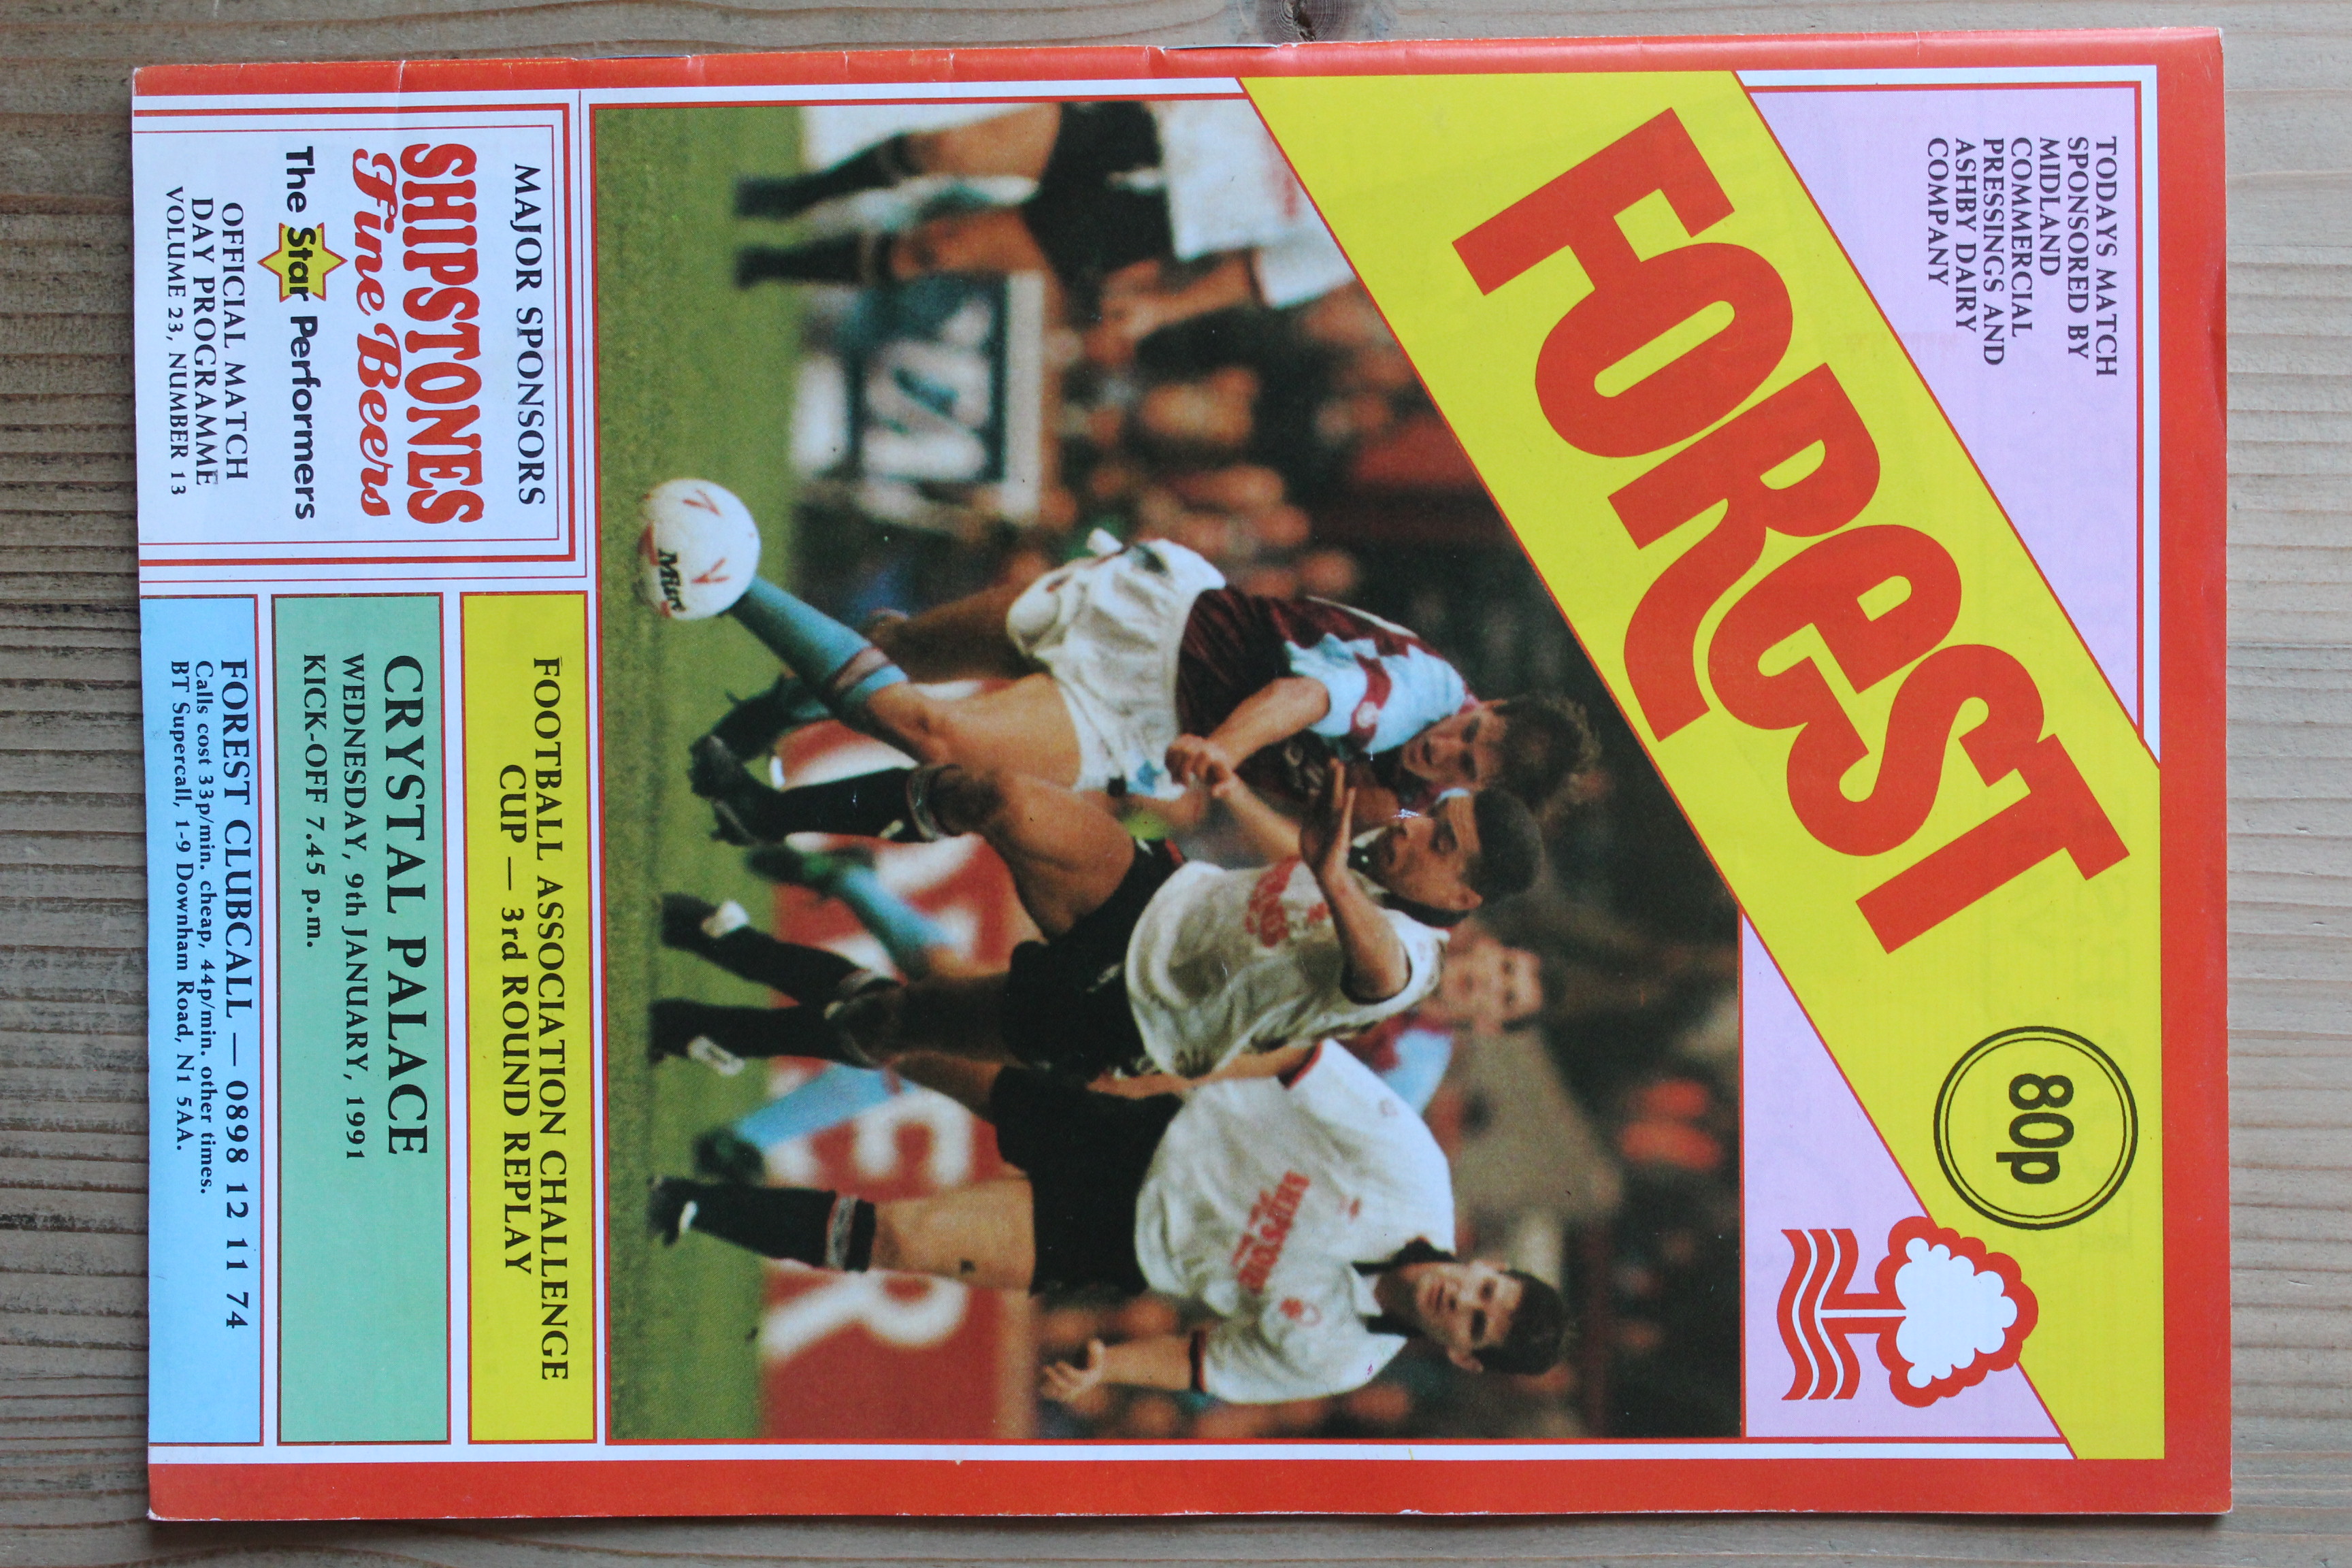 TODAYS MATCH
SPONSORED BY
MIDLAND
COMMERCIAL
PRESSINGS AND
ASHBY DAIRY
COMPANY
FOREST
80p
Mitre
MAJOR SPONSORS
SHIPSTONES
Fine Beers
The Star Performers
OFFICIAL MATCH
DAY PROGRAMME
VOLUME 23, NUMBER 13
FOOTBALL ASSOCIATION CHALLENGE
CUP — 3rd ROUND REPLAY
CRYSTAL PALACE
WEDNESDAY, 9th JANUARY, 1991
KICK-OFF 7.45 p.m.
FOREST CLUBCALL — 0898 12 11 74
Calls cost 33p/min. cheap, 44p/min. other times.
BT Supercall, 1-9 Downham Road, N1 5AA.